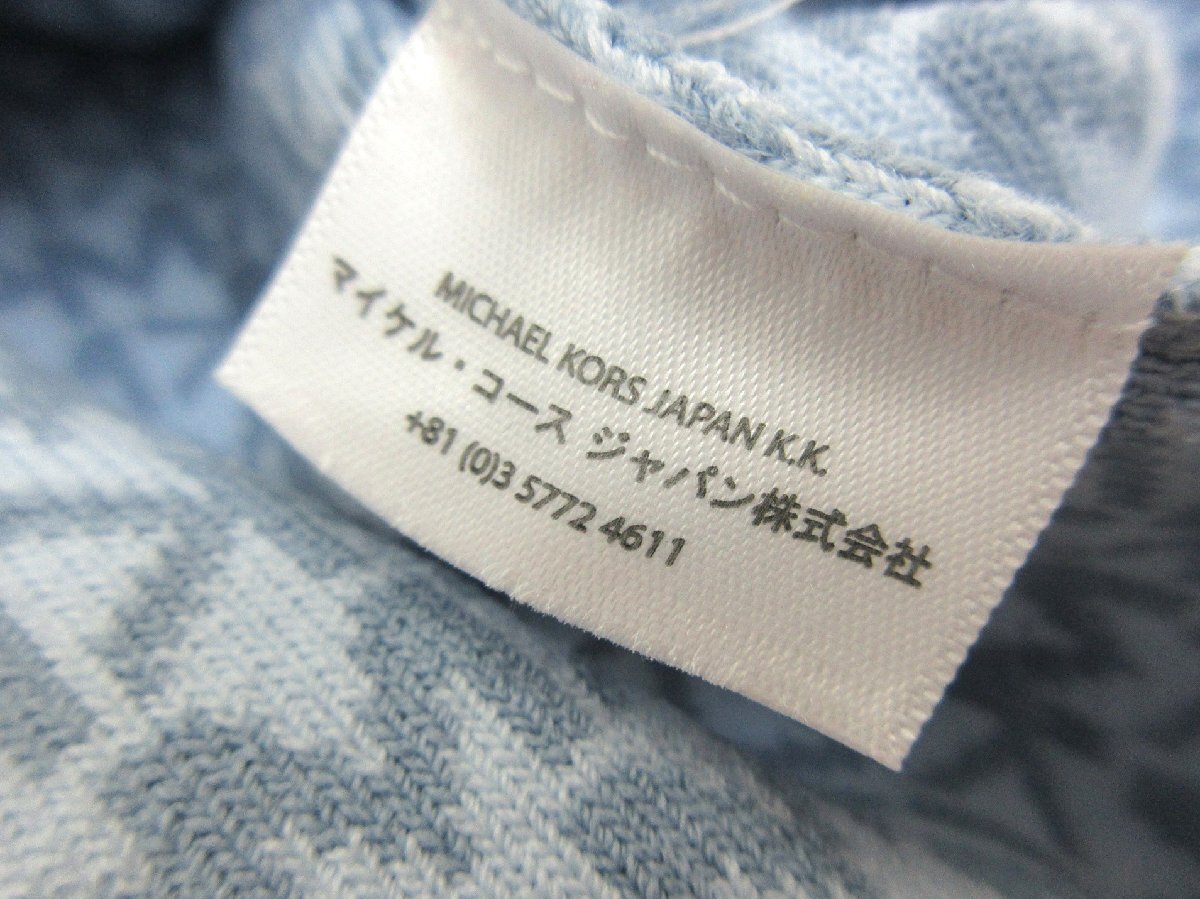 MICHAEL KORS JAPAN K.K.
マイケル・コース ジャパン株式会社
+81 (0)3 5772 4611